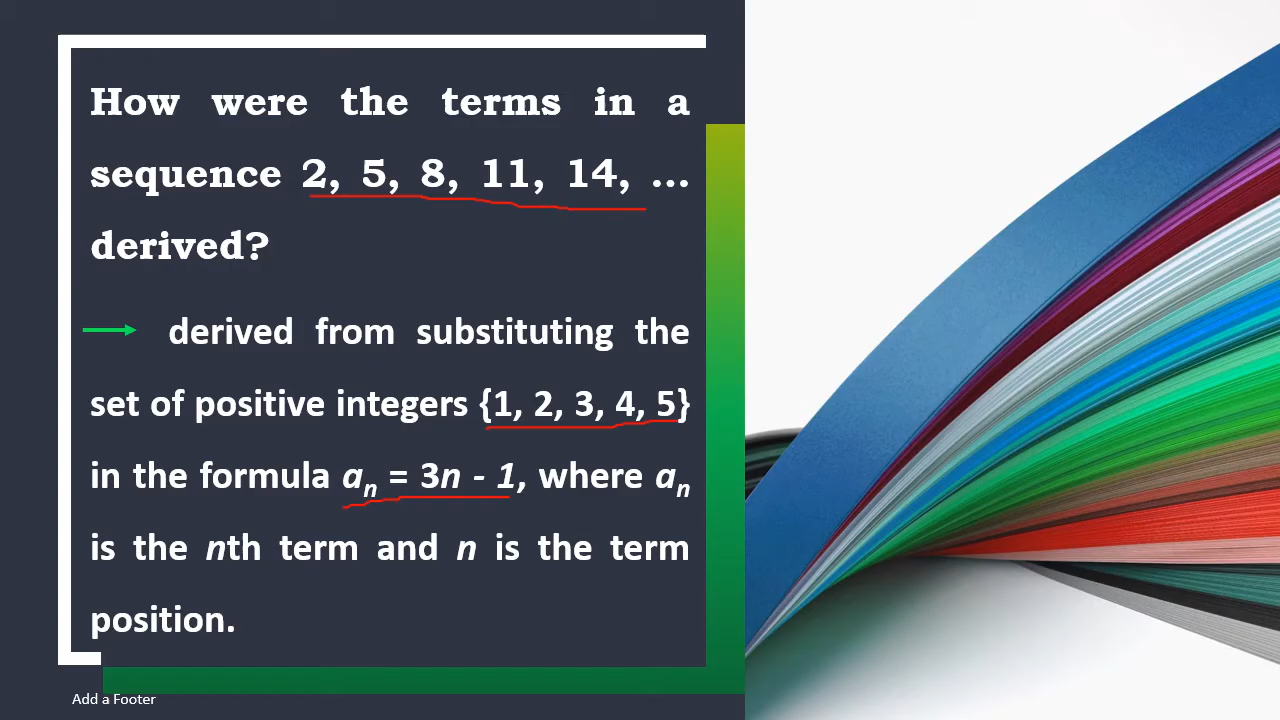 How were the terms in a
sequence 2, 5, 8, 11, 14, ...
derived?
derived from substituting the
set of positive integers {1, 2, 3, 4, 5}
in the formula aₙ = 3n - 1, where aₙ
is the nth term and n is the term
position.
Add a Footer